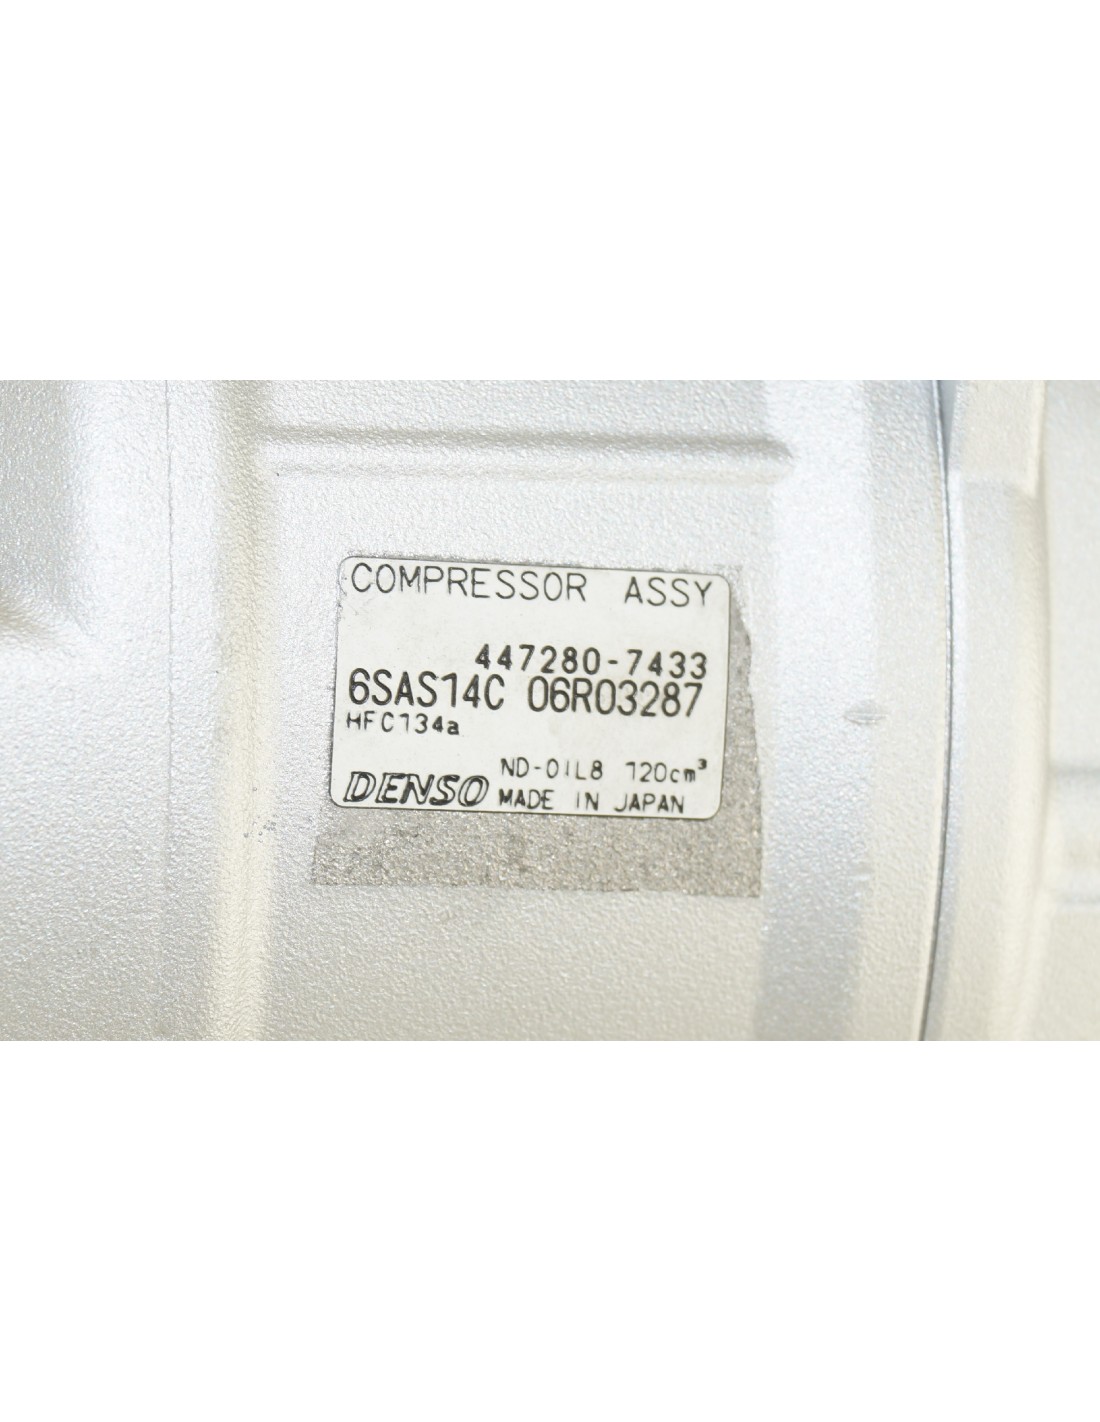 COMPRESSOR ASSY
447280-7433
6SAS14C 06R03287
HFC134a
ND-OIL8 120cm³
DENSO MADE IN JAPAN